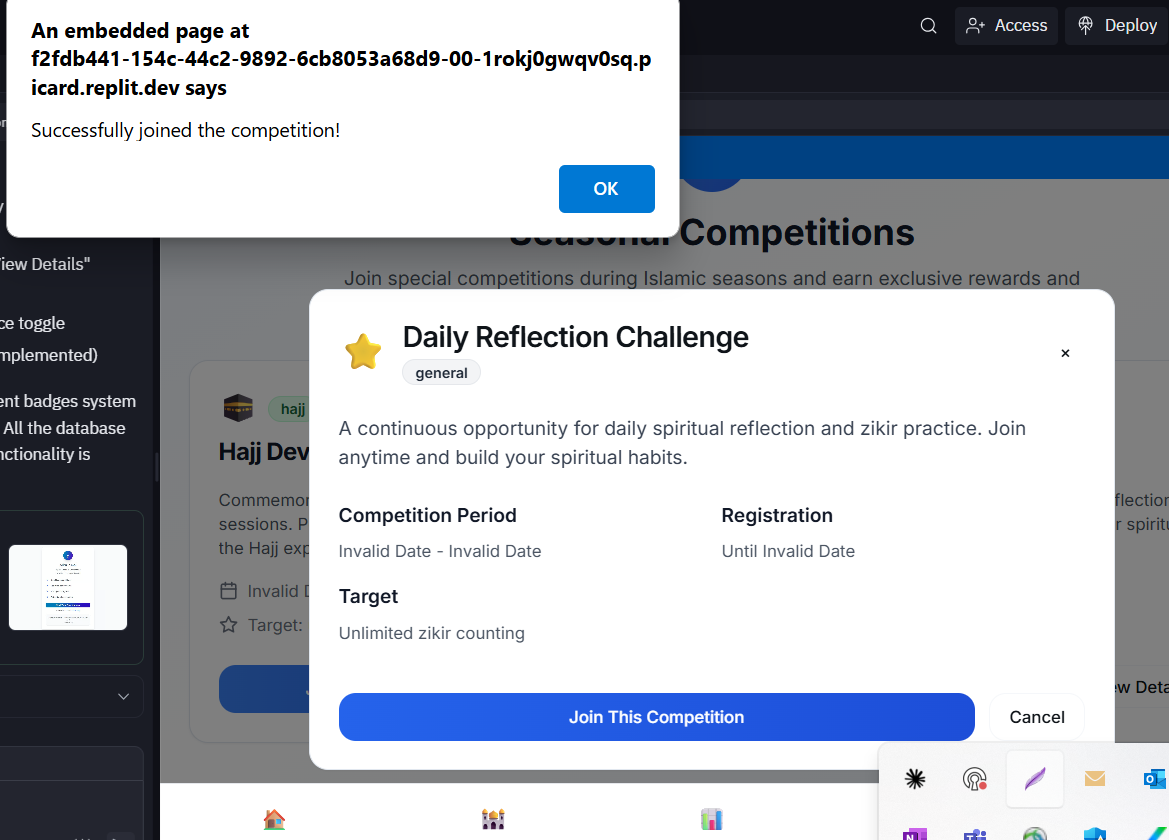 An embedded page at
f2fdb441-154c-44c2-9892-6cb8053a68d9-00-1rokj0gwqv0sq.p
icard.replit.dev says
Successfully joined the competition!
OK
Access
Deploy
iew Details"
ce toggle
mplemented)
ent badges system
All the database
nctionality is
Seasonal Competitions
Join special competitions during Islamic seasons and earn exclusive rewards and
Daily Reflection Challenge
×
general
A continuous opportunity for daily spiritual reflection and zikir practice. Join
anytime and build your spiritual habits.
Competition Period
Registration
Invalid Date - Invalid Date
Until Invalid Date
Target
Unlimited zikir counting
Join This Competition
Cancel
hajj
Hajj Dev
Commemor
sessions. P
the Hajj exp
Invalid D
Target:
flection
r spiritu
ew Deta